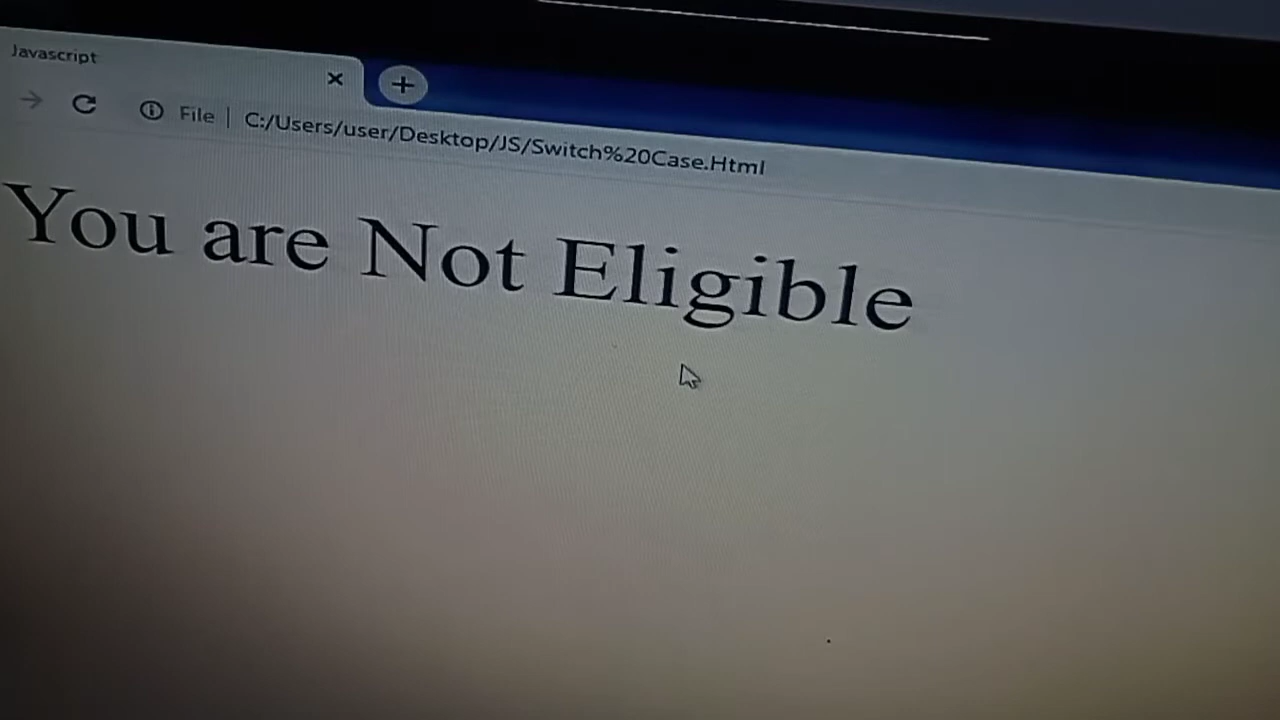 Javascript
File | C:/Users/user/Desktop/JS/Switch%20Case.Html
You are Not Eligible